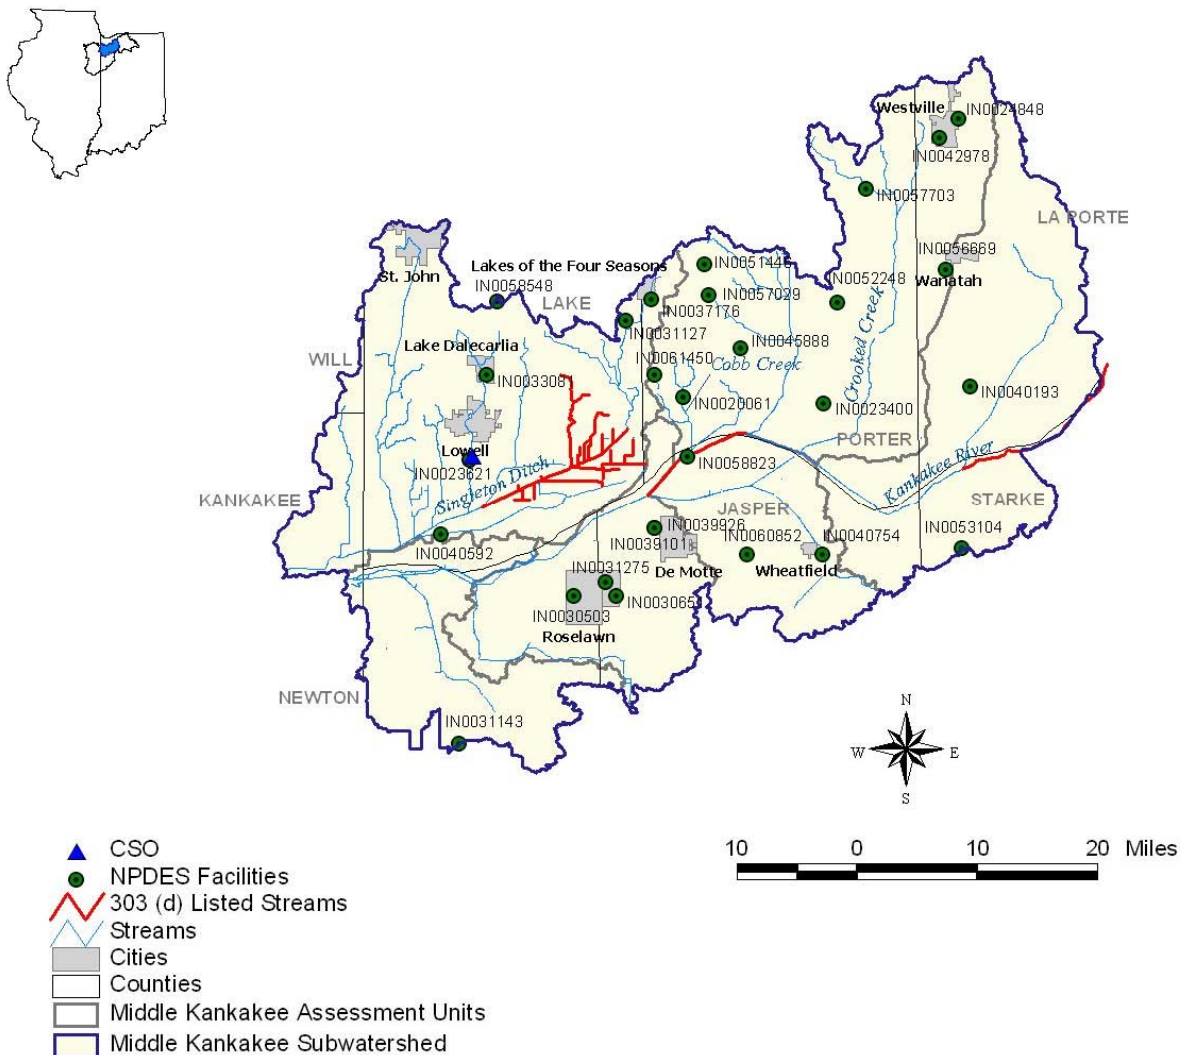 Westville
IN0024848
IN0042978
IN0057703
LA PORTE
IN0056669
Wanatah
St. John
Lakes of the Four Seasons
IN0058548
LAKE
IN0051446
IN0057029
IN0037176
IN0052248
IN0031127
Crooked Creek
WILL
Lake Dalecarlia
IN003308
IN0061450
IN0045888
Cobb Creek
IN0020061
IN0023400
IN0040193
PORTER
Lowell
IN0023621
Singleton Ditch
IN0058823
Kankakee River
KANKAKEE
STARKE
JASPER
IN0039926
IN0039101
IN0060852
IN0040754
IN0053104
IN0040592
De Motte
Wheatfield
IN0031275
IN003065
IN0030503
Roselawn
NEWTON
IN0031143
N
W
E
S
10 0 10 20 Miles
CSO
NPDES Facilities
303 (d) Listed Streams
Streams
Cities
Counties
Middle Kankakee Assessment Units
Middle Kankakee Subwatershed